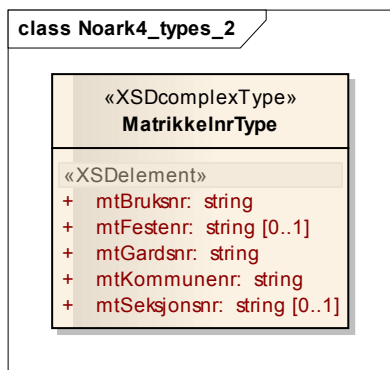 class Noark4_types_2
«XSDcomplexType»
MatrikkelnrType
«XSDelement»
+ mtBruksnr: string
+ mtFestenr: string [0..1]
+ mtGardsnr: string
+ mtKommunenr: string
+ mtSeksjonsnr: string [0..1]